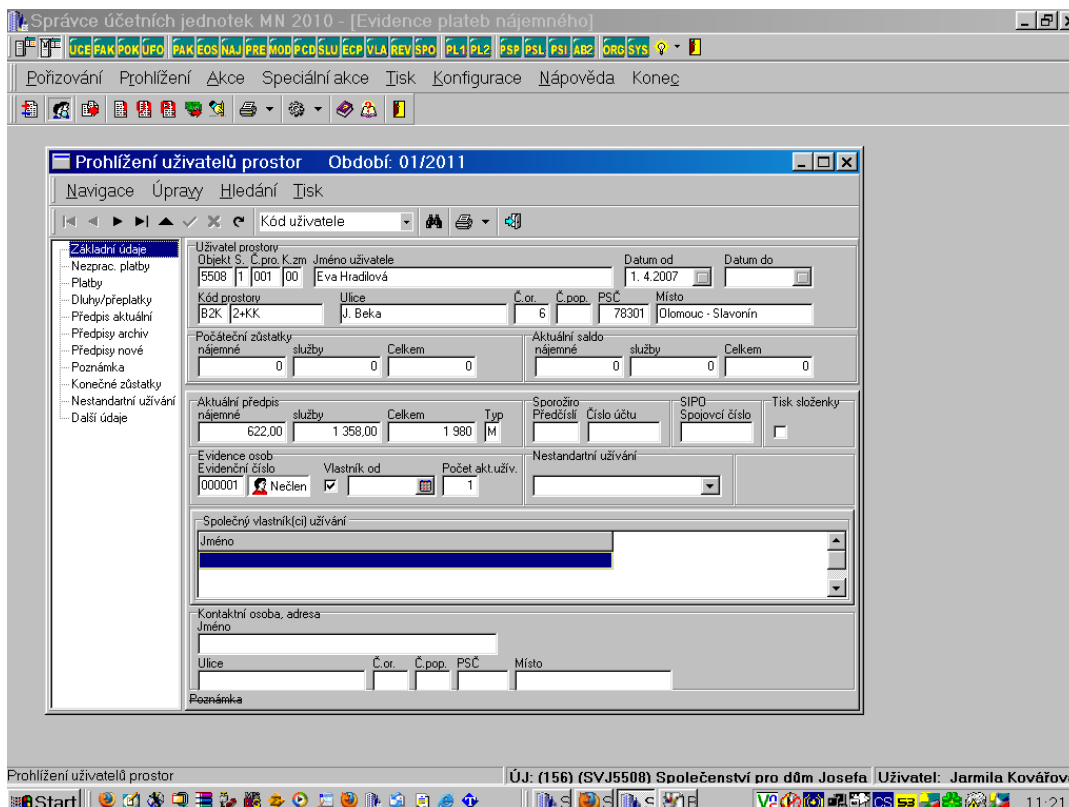 Správce účetních jednotek MN 2010 - [Evidence plateb nájemného]
UCE FAK POK UFO PAK EOS NAJ PRE MOD PCD SLU ECP VLA REV SPO PL1 PL2 PSP PSL PSI AB2 ORG SYS
Pořizování Prohlížení Akce Speciální akce Tisk Konfigurace Nápověda Konec
Prohlížení uživatelů prostor Období: 01/2011
Navigace Úpravy Hledání Tisk
Kód uživatele
Základní údaje
Nezprac. platby
Platby
Dluhy/přeplatky
Předpis aktuální
Předpisy archiv
Předpisy nové
Poznámka
Konečné zůstatky
Nestandartní užívání
Další údaje
Uživatel prostory
Objekt S. Č.pro. K.zm Jméno uživatele Datum od Datum do
5508 1 001 00 Eva Hradilová 1. 4.2007
Kód prostory Ulice Č.or. Č.pop. PSČ Místo
B2K 2+KK J. Beka 6 78301 Olomouc - Slavonín
Počáteční zůstatky Aktuální saldo
nájemné služby Celkem nájemné služby Celkem
0 0 0 0 0 0
Aktuální předpis Sporožiro SIPO Tisk složenky
nájemné služby Celkem Typ Předčíslí Číslo účtu Spojovcí číslo
622,00 1 358,00 1 980 M
Evidence osob Nestandartní užívání
Evidenční číslo Vlastník od Počet akt.uživ.
000001 Nečlen 1
Společný vlastník(ci) užívání
Jméno
Kontaktní osoba, adresa
Jméno
Ulice Č.or. Č.pop. PSČ Místo
Poznámka
Prohlížení uživatelů prostor ÚJ: (156) (SVJ5508) Společenství pro dům Josefa Uživatel: Jarmila Kovářov
Start CS 11:21